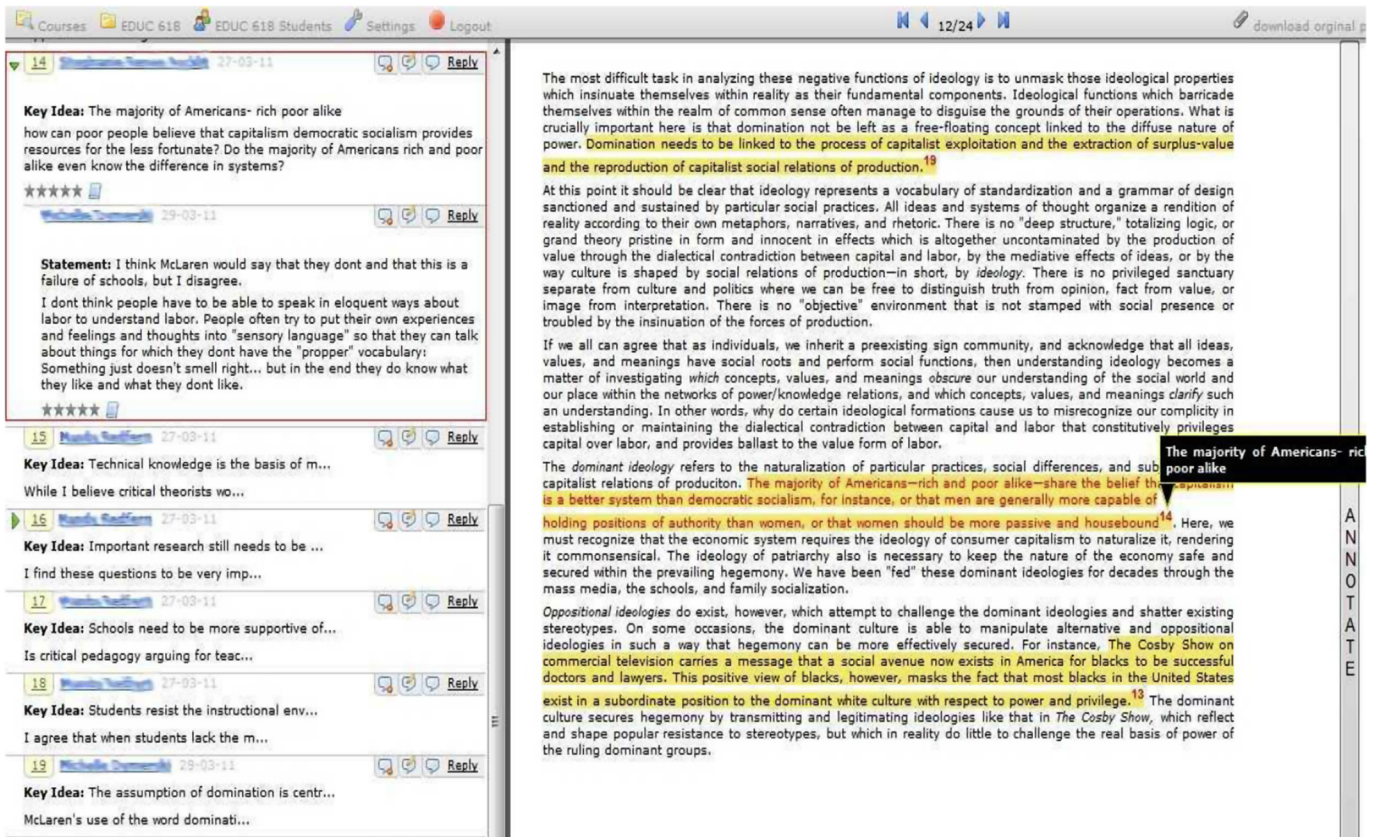 Courses EDUC 618 EDUC 618 Students Settings Logout
12/24
download orginal p
14 27-03-11 Reply
Key Idea: The majority of Americans- rich poor alike
how can poor people believe that capitalism democratic socialism provides
resources for the less fortunate? Do the majority of Americans rich and poor
alike even know the difference in systems?
29-03-11 Reply
Statement: I think McLaren would say that they dont and that this is a
failure of schools, but I disagree.
I dont think people have to be able to speak in eloquent ways about
labor to understand labor. People often try to put their own experiences
and feelings and thoughts into "sensory language" so that they can talk
about things for which they dont have the "propper" vocabulary:
Something just doesn't smell right... but in the end they do know what
they like and what they dont like.
15 27-03-11 Reply
Key Idea: Technical knowledge is the basis of m...
While I believe critical theorists wo...
16 27-03-11 Reply
Key Idea: Important research still needs to be ...
I find these questions to be very imp...
17 27-03-11 Reply
Key Idea: Schools need to be more supportive of...
Is critical pedagogy arguing for teac...
18 27-03-11 Reply
Key Idea: Students resist the instructional env...
I agree that when students lack the m...
19 29-03-11 Reply
Key Idea: The assumption of domination is centr...
McLaren's use of the word dominati...
The most difficult task in analyzing these negative functions of ideology is to unmask those ideological properties
which insinuate themselves within reality as their fundamental components. Ideological functions which barricade
themselves within the realm of common sense often manage to disguise the grounds of their operations. What is
crucially important here is that domination not be left as a free-floating concept linked to the diffuse nature of
power. Domination needs to be linked to the process of capitalist exploitation and the extraction of surplus-value
and the reproduction of capitalist social relations of production.19
At this point it should be clear that ideology represents a vocabulary of standardization and a grammar of design
sanctioned and sustained by particular social practices. All ideas and systems of thought organize a rendition of
reality according to their own metaphors, narratives, and rhetoric. There is no "deep structure," totalizing logic, or
grand theory pristine in form and innocent in effects which is altogether uncontaminated by the production of
value through the dialectical contradiction between capital and labor, by the mediative effects of ideas, or by the
way culture is shaped by social relations of production—in short, by ideology. There is no privileged sanctuary
separate from culture and politics where we can be free to distinguish truth from opinion, fact from value, or
image from interpretation. There is no "objective" environment that is not stamped with social presence or
troubled by the insinuation of the forces of production.
If we all can agree that as individuals, we inherit a preexisting sign community, and acknowledge that all ideas,
values, and meanings have social roots and perform social functions, then understanding ideology becomes a
matter of investigating which concepts, values, and meanings obscure our understanding of the social world and
our place within the networks of power/knowledge relations, and which concepts, values, and meanings clarify such
an understanding. In other words, why do certain ideological formations cause us to misrecognize our complicity in
establishing or maintaining the dialectical contradiction between capital and labor that constitutively privileges
capital over labor, and provides ballast to the value form of labor.
The majority of Americans- rich
poor alike
The dominant ideology refers to the naturalization of particular practices, social differences, and sub
capitalist relations of produciton. The majority of Americans—rich and poor alike—share the belief that capitalism
is a better system than democratic socialism, for instance, or that men are generally more capable of
holding positions of authority than women, or that women should be more passive and housebound14. Here, we
must recognize that the economic system requires the ideology of consumer capitalism to naturalize it, rendering
it commonsensical. The ideology of patriarchy also is necessary to keep the nature of the economy safe and
secured within the prevailing hegemony. We have been "fed" these dominant ideologies for decades through the
mass media, the schools, and family socialization.
Oppositional ideologies do exist, however, which attempt to challenge the dominant ideologies and shatter existing
stereotypes. On some occasions, the dominant culture is able to manipulate alternative and oppositional
ideologies in such a way that hegemony can be more effectively secured. For instance, The Cosby Show on
commercial television carries a message that a social avenue now exists in America for blacks to be successful
doctors and lawyers. This positive view of blacks, however, masks the fact that most blacks in the United States
exist in a subordinate position to the dominant white culture with respect to power and privilege.13 The dominant
culture secures hegemony by transmitting and legitimating ideologies like that in The Cosby Show, which reflect
and shape popular resistance to stereotypes, but which in reality do little to challenge the real basis of power of
the ruling dominant groups.
ANNOTATE